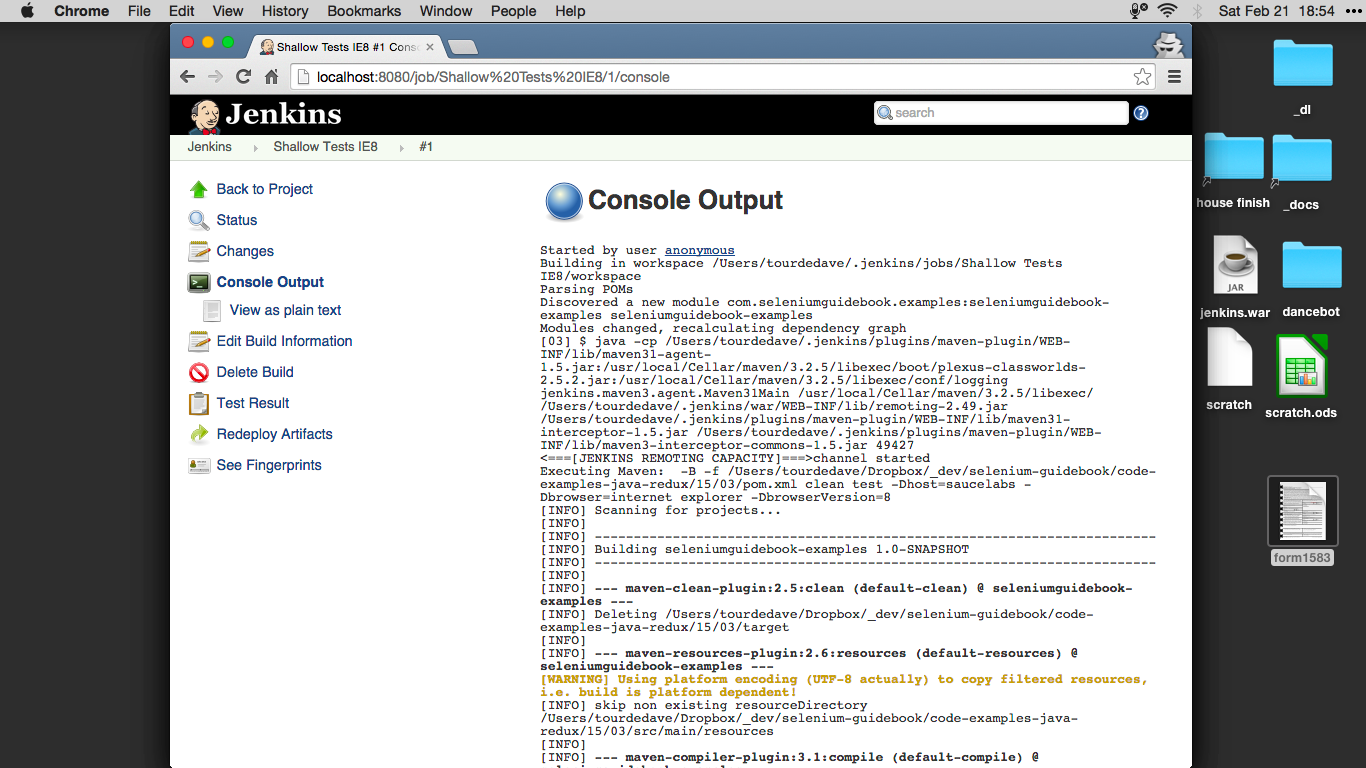 Chrome File Edit View History Bookmarks Window People Help Sat Feb 21 18:54
Shallow Tests IE8 #1 Cons
localhost:8080/job/Shallow%20Tests%20IE8/1/console
Jenkins
search
Jenkins Shallow Tests IE8 #1
Back to Project
Status
Changes
Console Output
View as plain text
Edit Build Information
Delete Build
Test Result
Redeploy Artifacts
See Fingerprints
Console Output
Started by user anonymous
Building in workspace /Users/tourdedave/.jenkins/jobs/Shallow Tests
IE8/workspace
Parsing POMs
Discovered a new module com.seleniumguidebook.examples:seleniumguidebook-
examples seleniumguidebook-examples
Modules changed, recalculating dependency graph
[03] $ java -cp /Users/tourdedave/.jenkins/plugins/maven-plugin/WEB-
INF/lib/maven31-agent-
1.5.jar:/usr/local/Cellar/maven/3.2.5/libexec/boot/plexus-classworlds-
2.5.2.jar:/usr/local/Cellar/maven/3.2.5/libexec/conf/logging
jenkins.maven3.agent.Maven31Main /usr/local/Cellar/maven/3.2.5/libexec/
/Users/tourdedave/.jenkins/war/WEB-INF/lib/remoting-2.49.jar
/Users/tourdedave/.jenkins/plugins/maven-plugin/WEB-INF/lib/maven31-
interceptor-1.5.jar /Users/tourdedave/.jenkins/plugins/maven-plugin/WEB-
INF/lib/maven3-interceptor-commons-1.5.jar 49427
<===[JENKINS REMOTING CAPACITY]===>channel started
Executing Maven:  -B -f /Users/tourdedave/Dropbox/_dev/selenium-guidebook/code-
examples-java-redux/15/03/pom.xml clean test -Dhost=saucelabs -
Dbrowser=internet explorer -DbrowserVersion=8
[INFO] Scanning for projects...
[INFO]
[INFO] ------------------------------------------------------------------------
[INFO] Building seleniumguidebook-examples 1.0-SNAPSHOT
[INFO] ------------------------------------------------------------------------
[INFO]
[INFO] --- maven-clean-plugin:2.5:clean (default-clean) @ seleniumguidebook-
examples ---
[INFO] Deleting /Users/tourdedave/Dropbox/_dev/selenium-guidebook/code-
examples-java-redux/15/03/target
[INFO]
[INFO] --- maven-resources-plugin:2.6:resources (default-resources) @
seleniumguidebook-examples ---
[WARNING] Using platform encoding (UTF-8 actually) to copy filtered resources,
i.e. build is platform dependent!
[INFO] skip non existing resourceDirectory
/Users/tourdedave/Dropbox/_dev/selenium-guidebook/code-examples-java-
redux/15/03/src/main/resources
[INFO]
[INFO] --- maven-compiler-plugin:3.1:compile (default-compile) @
_dl
house finish
_docs
JAR
jenkins.war
dancebot
scratch
scratch.ods
form1583